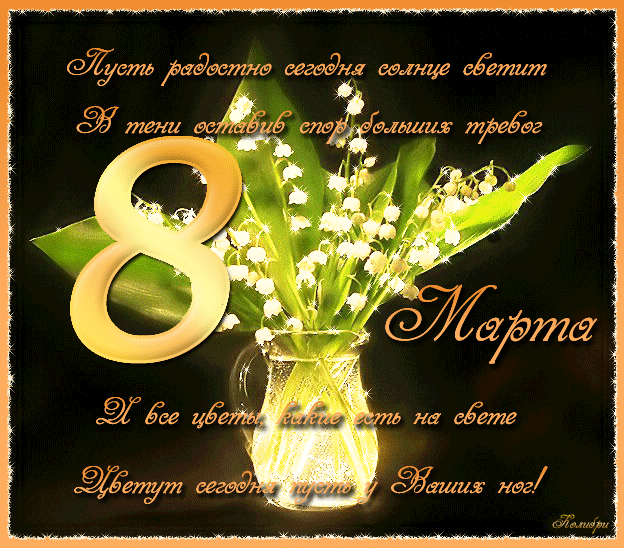 Пусть радостно сегодня солнце светит
В тени оставив спор больших тревог
8
Марта
И все цветы, какие есть на свете
Цветут сегодня пусть у Ваших ног!
Колибри